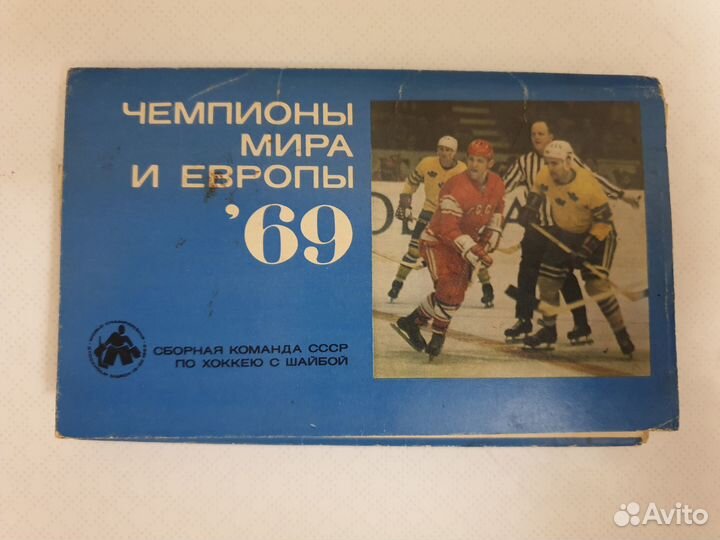 ЧЕМПИОНЫ
МИРА
И ЕВРОПЫ
'69
СБОРНАЯ КОМАНДА СССР
ПО ХОККЕЮ С ШАЙБОЙ
СССР
Avito